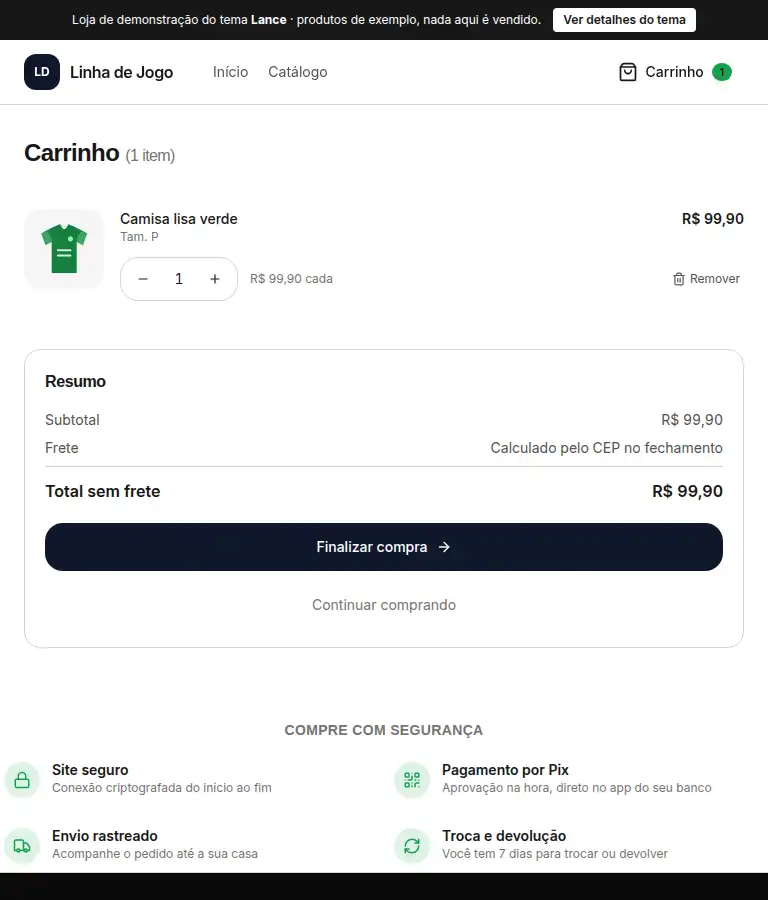 Loja de demonstração do tema Lance · produtos de exemplo, nada aqui é vendido. Ver detalhes do tema
LD Linha de Jogo Início Catálogo Carrinho 1
Carrinho (1 item)
Camisa lisa verde R$ 99,90
Tam. P
− 1 + R$ 99,90 cada Remover
Resumo
Subtotal R$ 99,90
Frete Calculado pelo CEP no fechamento
Total sem frete R$ 99,90
Finalizar compra →
Continuar comprando
COMPRE COM SEGURANÇA
Site seguro
Conexão criptografada do início ao fim
Pagamento por Pix
Aprovação na hora, direto no app do seu banco
Envio rastreado
Acompanhe o pedido até a sua casa
Troca e devolução
Você tem 7 dias para trocar ou devolver